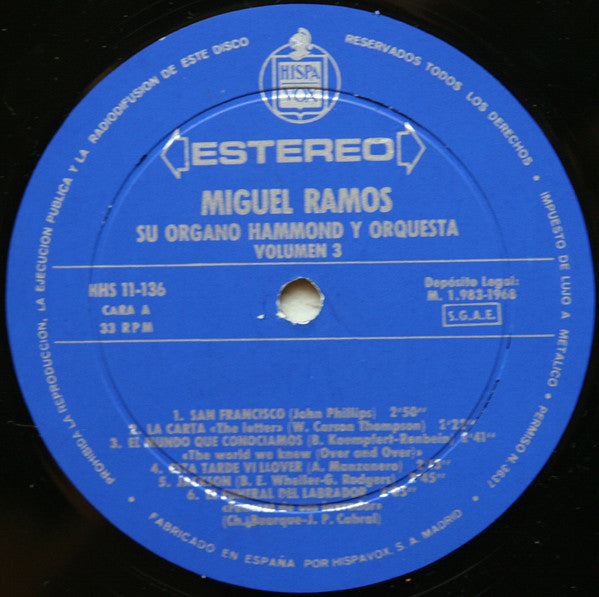 HISPA
VOX
ESTEREO
MIGUEL RAMOS
SU ORGANO HAMMOND Y ORQUESTA
VOLUMEN 3
HHS 11-136
CARA A
33 RPM
Depósito Legal:
M. 1.983-1968
S.G.A.E.
1. SAN FRANCISCO (John Phillips) 2'50"
2. LA CARTA «The letter» (W. Carson Thompson) 2'22"
3. EL MUNDO QUE CONOCIAMOS (B. Kaempfert-Renbein) 2'41"
«The world we knew (Over and Over)»
4. ESTA TARDE VI LLOVER (A. Manzanero)
5. JACKSON (B. E. Wheller-G. Rodgers) 2'45"
6. FUNERAL DEL LABRADOR
(Ch. Buarque-J. P. Cabral)
PROHIBIDA LA REPRODUCCION, LA EJECUCION PUBLICA Y LA RADIODIFUSION DE ESTE DISCO
RESERVADOS TODOS LOS DERECHOS • IMPUESTO DE LUJO A METALICO • PERMISO N 3637
FABRICADO EN ESPAÑA POR HISPAVOX, S. A. MADRID